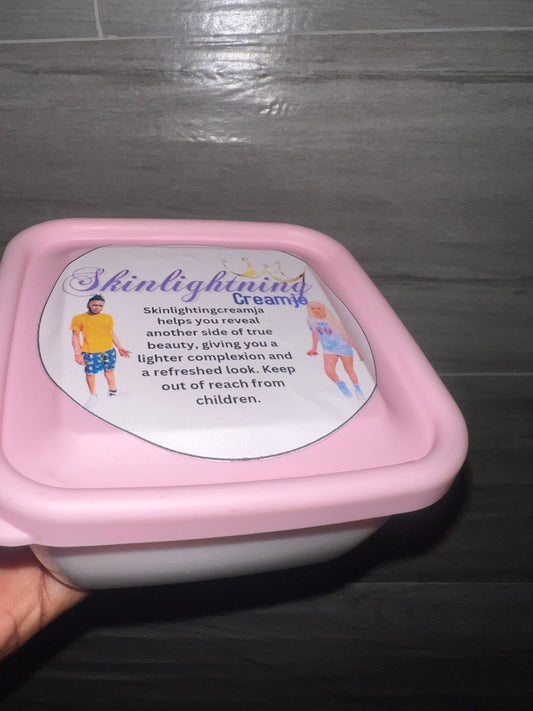 Skinlightning
Creamje
Skinlightingcreamja
helps you reveal
another side of true
beauty, giving you a
lighter complexion and
a refreshed look. Keep
out of reach from
children.